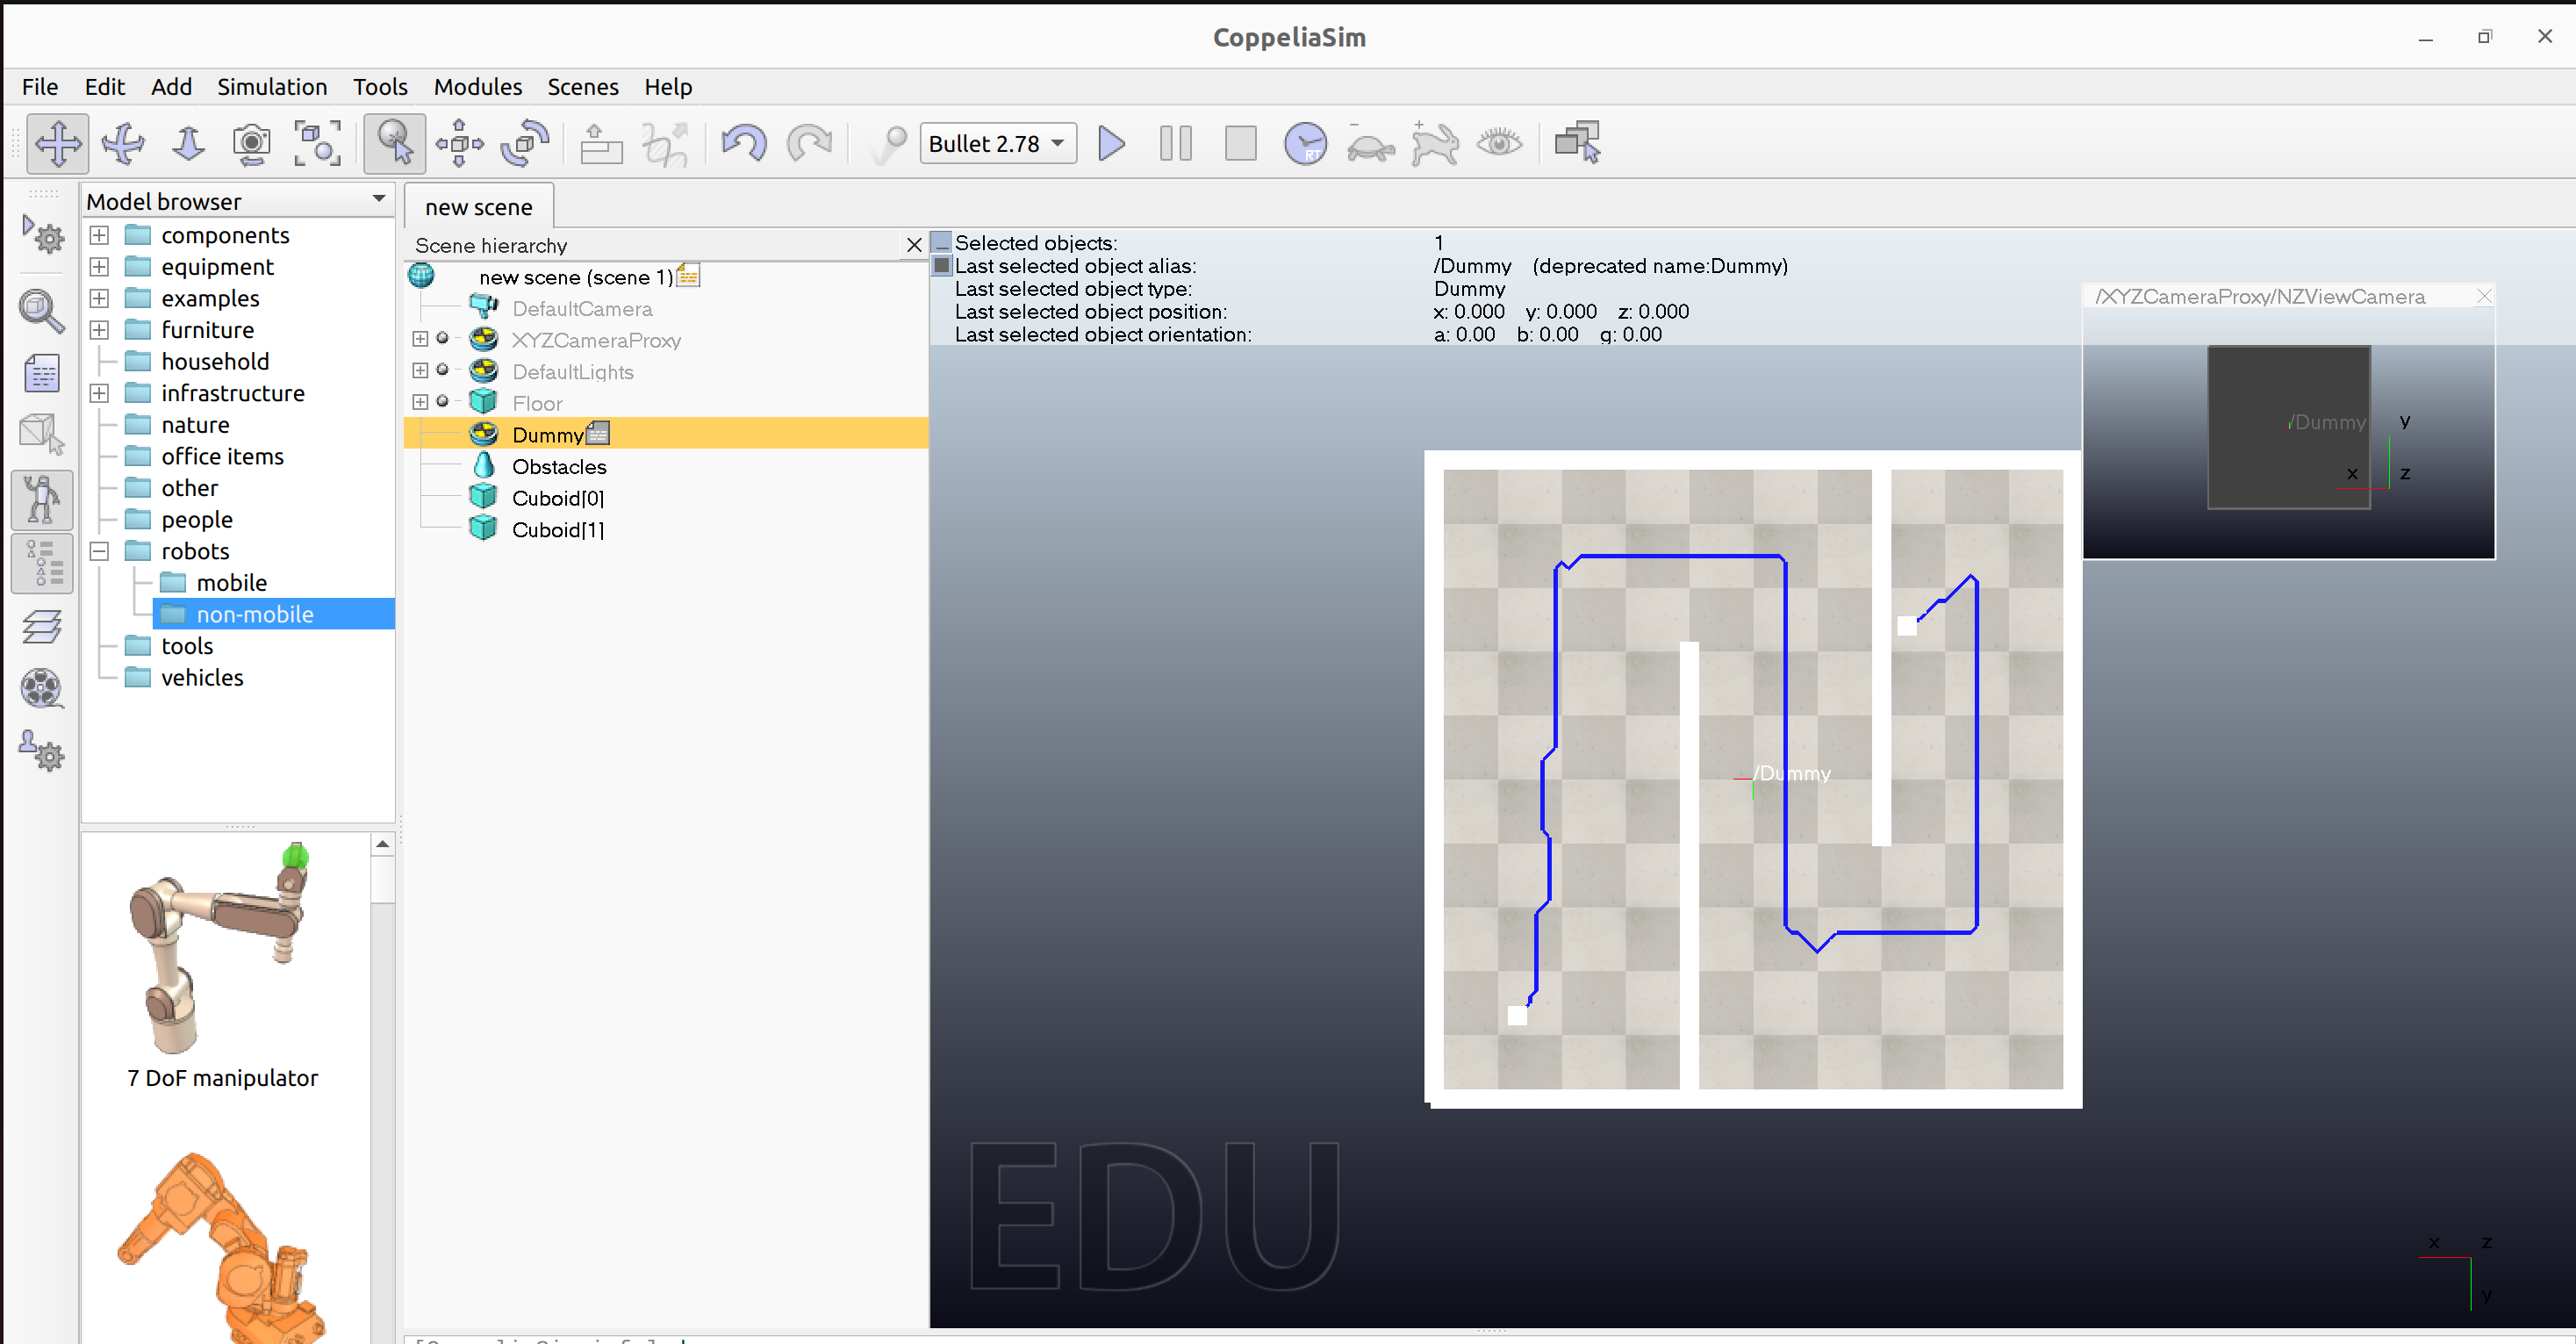 CoppeliaSim
File Edit Add Simulation Tools Modules Scenes Help
Bullet 2.78
RT
Model browser
components
equipment
examples
furniture
household
infrastructure
nature
office items
other
people
robots
mobile
non-mobile
tools
vehicles
7 DoF manipulator
new scene
Scene hierarchy
new scene (scene 1)
DefaultCamera
XYZCameraProxy
DefaultLights
Floor
Dummy
Obstacles
Cuboid[0]
Cuboid[1]
Selected objects: 1
Last selected object alias: /Dummy (deprecated name:Dummy)
Last selected object type: Dummy
Last selected object position: x: 0.000 y: 0.000 z: 0.000
Last selected object orientation: a: 0.00 b: 0.00 g: 0.00
/XYZCameraProxy/NZViewCamera
/Dummy
y
x z
/Dummy
EDU
x z
y